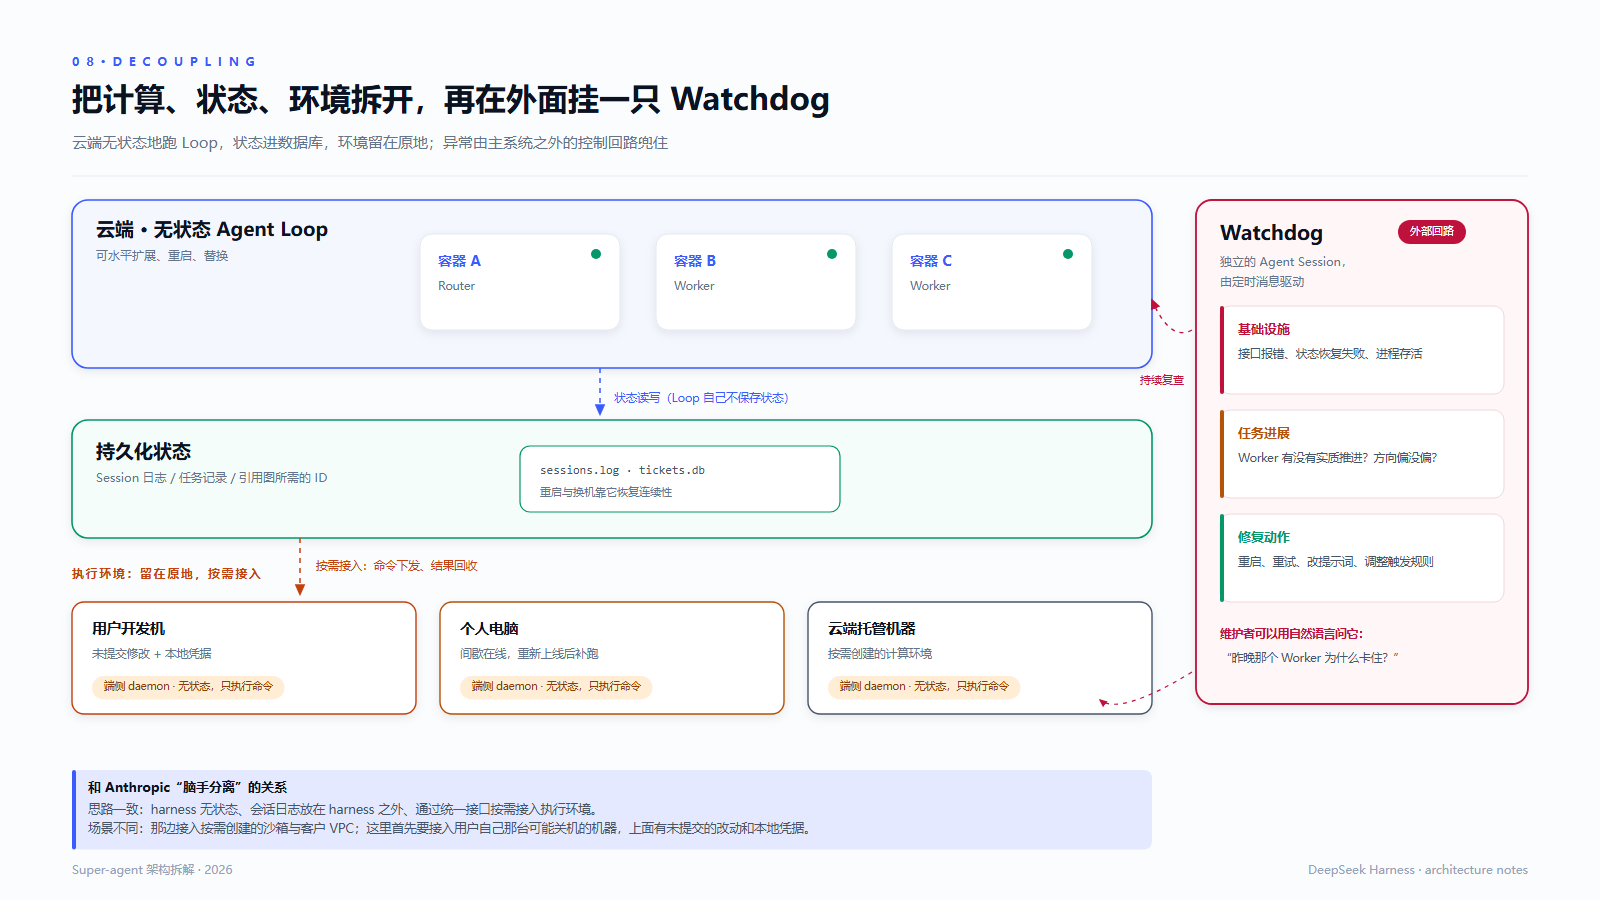 08·DECOUPLING
把计算、状态、环境拆开，再在外面挂一只 Watchdog
云端无状态地跑 Loop，状态进数据库，环境留在原地；异常由主系统之外的控制回路兜住
云端 · 无状态 Agent Loop
可水平扩展、重启、替换
容器 A
Router
容器 B
Worker
容器 C
Worker
状态读写（Loop 自己不保存状态）
持久化状态
Session 日志 / 任务记录 / 引用图所需的 ID
sessions.log · tickets.db
重启与换机靠它恢复连续性
执行环境：留在原地，按需接入
按需接入：命令下发、结果回收
用户开发机
未提交修改 + 本地凭据
端侧 daemon · 无状态，只执行命令
个人电脑
间歇在线，重新上线后补跑
端侧 daemon · 无状态，只执行命令
云端托管机器
按需创建的计算环境
端侧 daemon · 无状态，只执行命令
持续复查
Watchdog
外部回路
独立的 Agent Session，
由定时消息驱动
基础设施
接口报错、状态恢复失败、进程存活
任务进展
Worker 有没有实质推进？方向偏没偏？
修复动作
重启、重试、改提示词、调整触发规则
维护者可以用自然语言问它：
“昨晚那个 Worker 为什么卡住？”
和 Anthropic“脑手分离”的关系
思路一致：harness 无状态、会话日志放在 harness 之外、通过统一接口按需接入执行环境。
场景不同：那边接入按需创建的沙箱与客户 VPC；这里首先要接入用户自己那台可能关机的机器，上面有未提交的改动和本地凭据。
Super-agent 架构拆解 · 2026
DeepSeek Harness · architecture notes